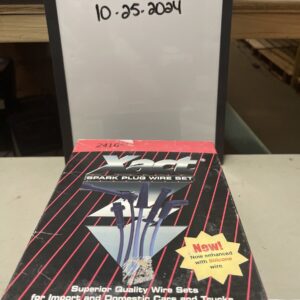 10-25-2024
2416
Xact
SPARK PLUG WIRE SET
New!
Now enhanced
with Silicone
wire.
Superior Quality Wire Sets
for Import and Domestic Cars and Trucks